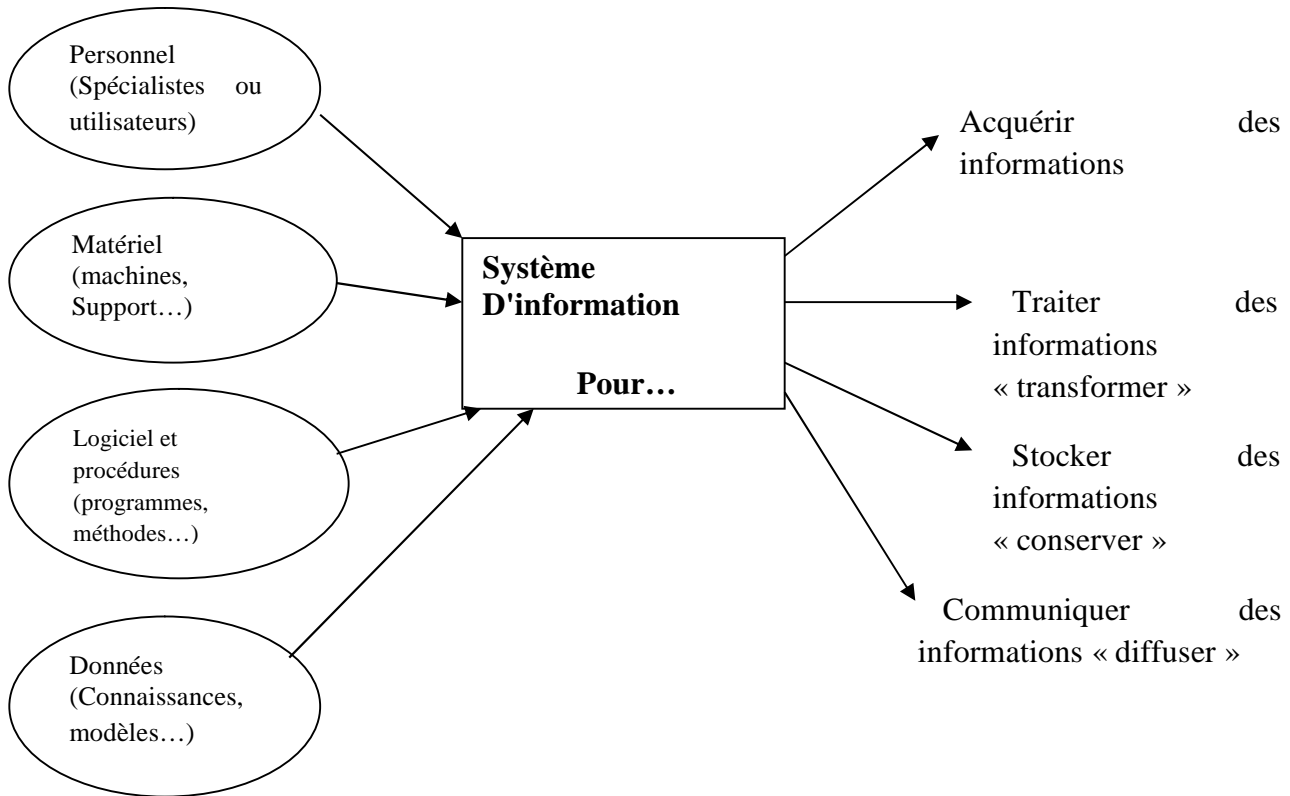 Personnel
(Spécialistes ou
utilisateurs)
Matériel
(machines,
Support…)
Logiciel et
procédures
(programmes,
méthodes…)
Données
(Connaissances,
modèles…)
Système
D'information
Pour…
Acquérir des
informations
Traiter des
informations
« transformer »
Stocker des
informations
« conserver »
Communiquer des
informations « diffuser »